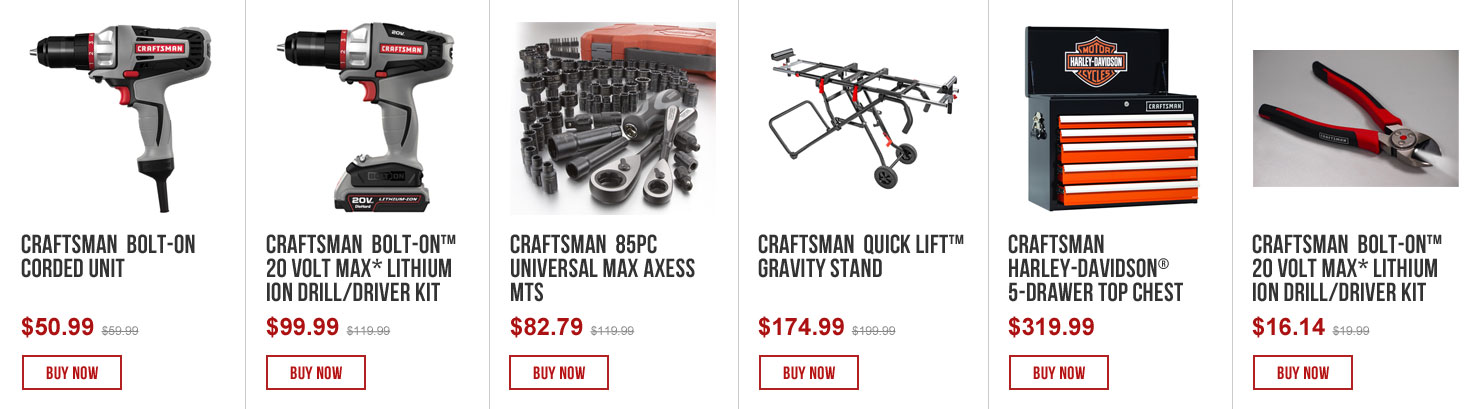 CRAFTSMAN
CRAFTSMAN BOLT-ON
CORDED UNIT
$50.99 $59.99
BUY NOW
20V.
CRAFTSMAN
20V.
LITHIUM-ION
DieHard
CRAFTSMAN BOLT-ON™
20 VOLT MAX* LITHIUM
ION DRILL/DRIVER KIT
$99.99 $119.99
BUY NOW
CRAFTSMAN 85PC
UNIVERSAL MAX AXESS
MTS
$82.79 $119.99
BUY NOW
CRAFTSMAN QUICK LIFT™
GRAVITY STAND
$174.99 $199.99
BUY NOW
MOTOR
HARLEY-DAVIDSON
CYCLES
CRAFTSMAN
CRAFTSMAN
HARLEY-DAVIDSON®
5-DRAWER TOP CHEST
$319.99
BUY NOW
CRAFTSMAN
CRAFTSMAN BOLT-ON™
20 VOLT MAX* LITHIUM
ION DRILL/DRIVER KIT
$16.14 $19.99
BUY NOW